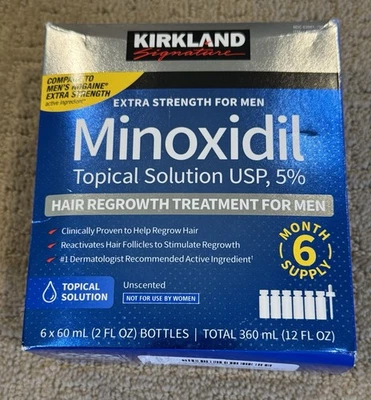 KIRKLAND
Signature
COMPARE TO
MEN'S ROGAINE®
EXTRA STRENGTH
active ingredient*
EXTRA STRENGTH FOR MEN
Minoxidil
Topical Solution USP, 5%
HAIR REGROWTH TREATMENT FOR MEN
Clinically Proven to Help Regrow Hair
Reactivates Hair Follicles to Stimulate Regrowth
#1 Dermatologist Recommended Active Ingredient†
MONTH
6
SUPPLY
TOPICAL
SOLUTION
Unscented
NOT FOR USE BY WOMEN
6 x 60 mL (2 FL OZ) BOTTLES | TOTAL 360 mL (12 FL OZ)